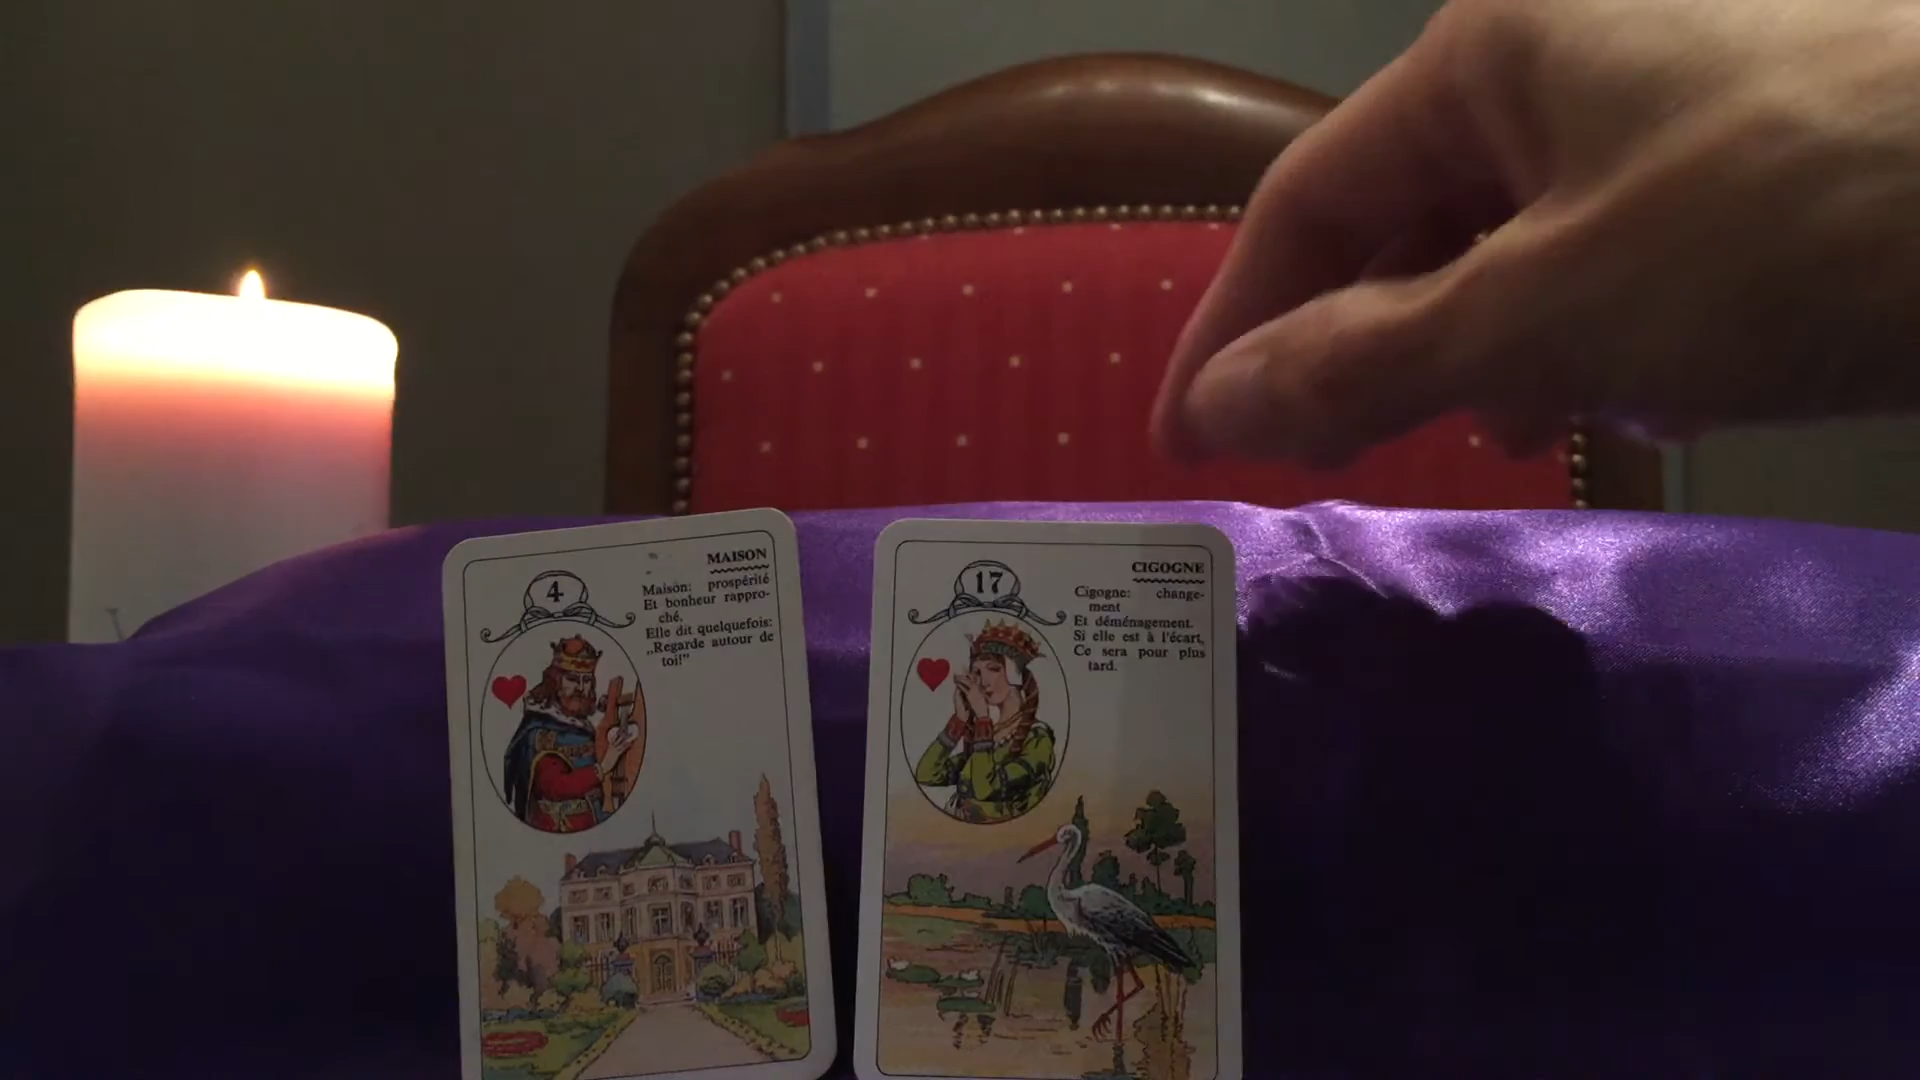 MAISON
4
Maison: prospérité
Et bonheur rappro-
ché.
Elle dit quelquefois:
„Regarde autour de
toi!”
CIGOGNE
17
Cigogne: change-
ment
Et déménagement.
Si elle est à l'écart,
Ce sera pour plus
tard.